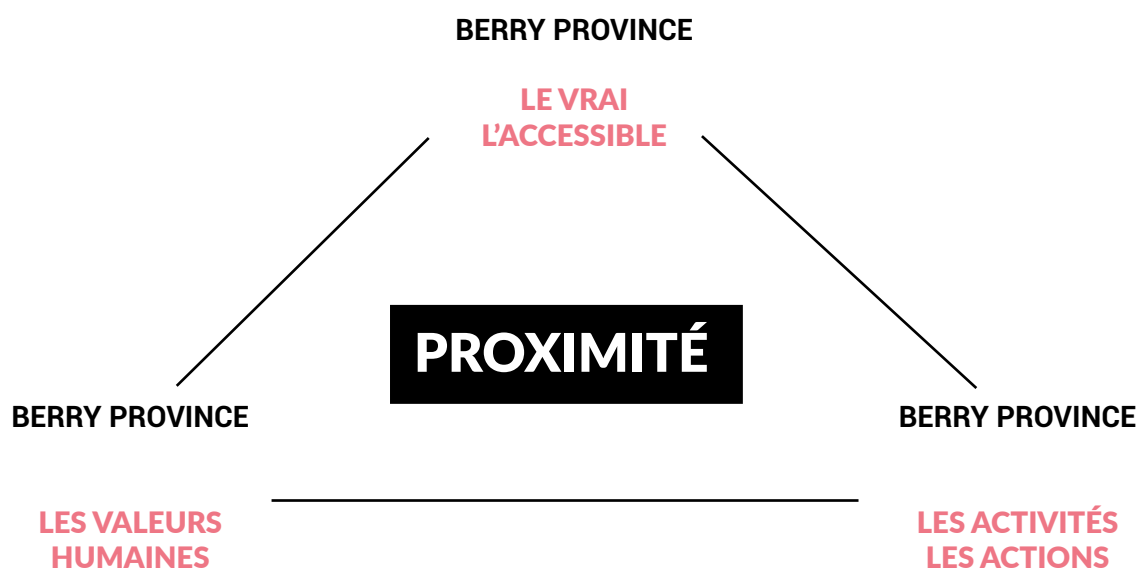 BERRY PROVINCE
LE VRAI
L’ACCESSIBLE
PROXIMITÉ
BERRY PROVINCE
LES VALEURS
HUMAINES
BERRY PROVINCE
LES ACTIVITÉS
LES ACTIONS